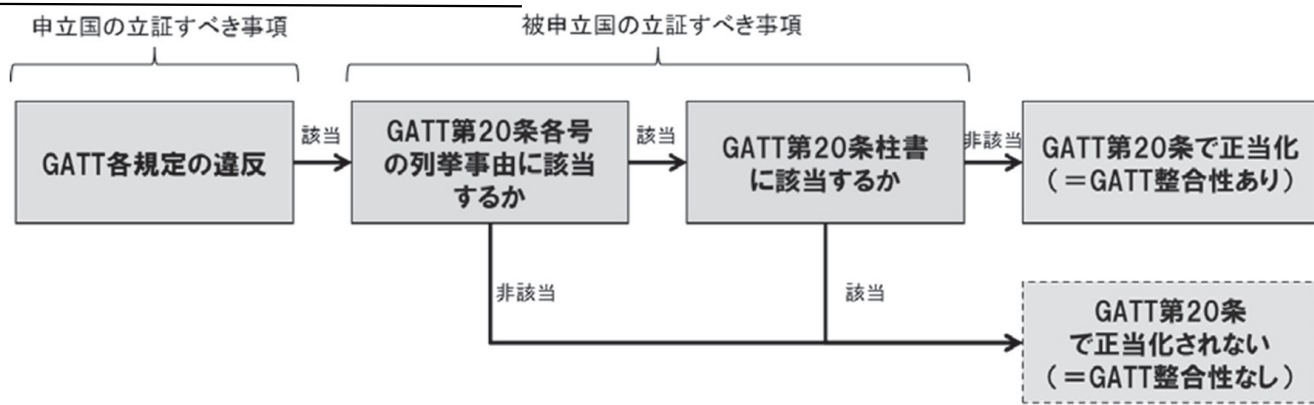 申立国の立証すべき事項
被申立国の立証すべき事項
GATT各規定の違反
該当
GATT第20条各号
の列挙事由に該当
するか
該当
GATT第20条柱書
に該当するか
非該当
GATT第20条で正当化
(＝GATT整合性あり)
非該当
該当
GATT第20条
で正当化されない
(＝GATT整合性なし)